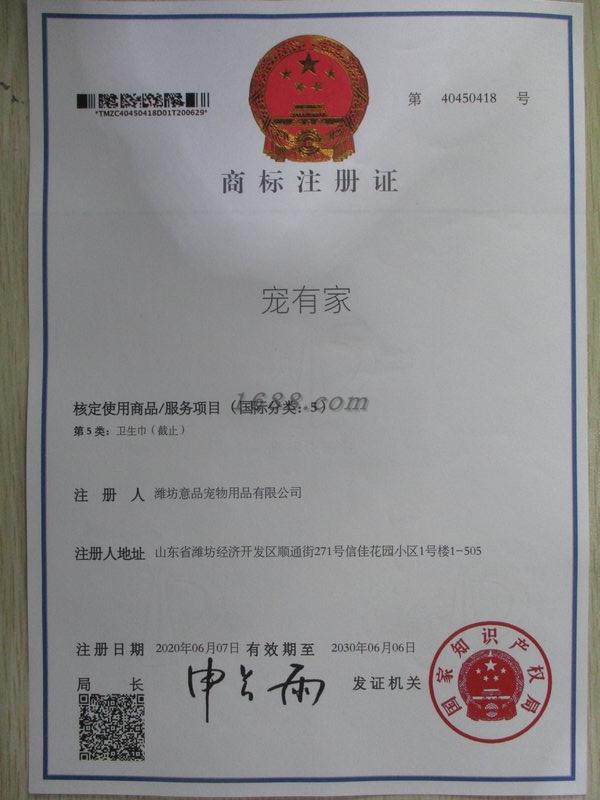 第 40450418 号
*TMZC40450418D01T200629*
商标注册证
宠有家
1688.com
核定使用商品/服务项目（国际分类：5）
第5类：卫生巾（截止）
注册人 潍坊意品宠物用品有限公司
注册人地址 山东省潍坊经济开发区顺通街271号信佳花园小区1号楼1-505
注册日期 2020年06月07日 有效期至 2030年06月06日
局长 申长雨 发证机关
国家知识产权局